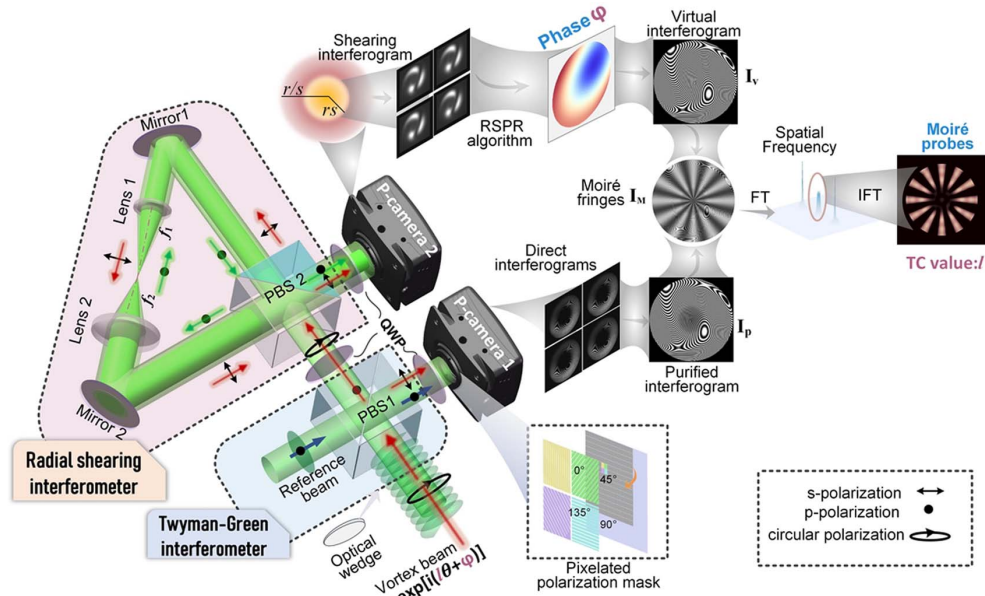 Shearing
interferogram
Phase φ
Virtual
interferogram
r/s
rs
RSPR
algorithm
I_v
Mirror1
Lens 1
f₁
f₂
Lens 2
Mirror 2
PBS 2
P-camera 2
Moiré
fringes
I_M
FT
Spatial
Frequency
IFT
Moiré
probes
TC value:l
Direct
interferograms
I_p
Purified
interferogram
QWP
P-camera 1
PBS1
Reference
beam
Radial shearing
interferometer
Twyman-Green
interferometer
Optical
wedge
Vortex beam
exp[i(lθ+φ)]
0°
45°
135°
90°
Pixelated
polarization mask
s-polarization
p-polarization
circular polarization